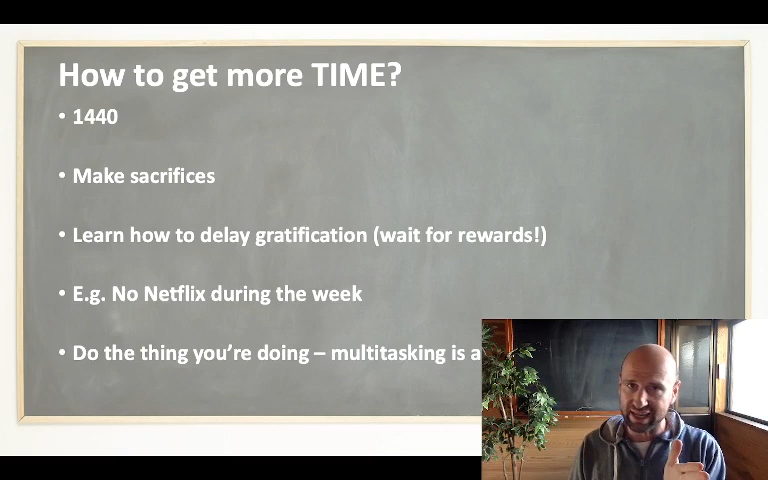 How to get more TIME?
• 1440
• Make sacrifices
• Learn how to delay gratification (wait for rewards!)
• E.g. No Netflix during the week
• Do the thing you’re doing – multitasking is a